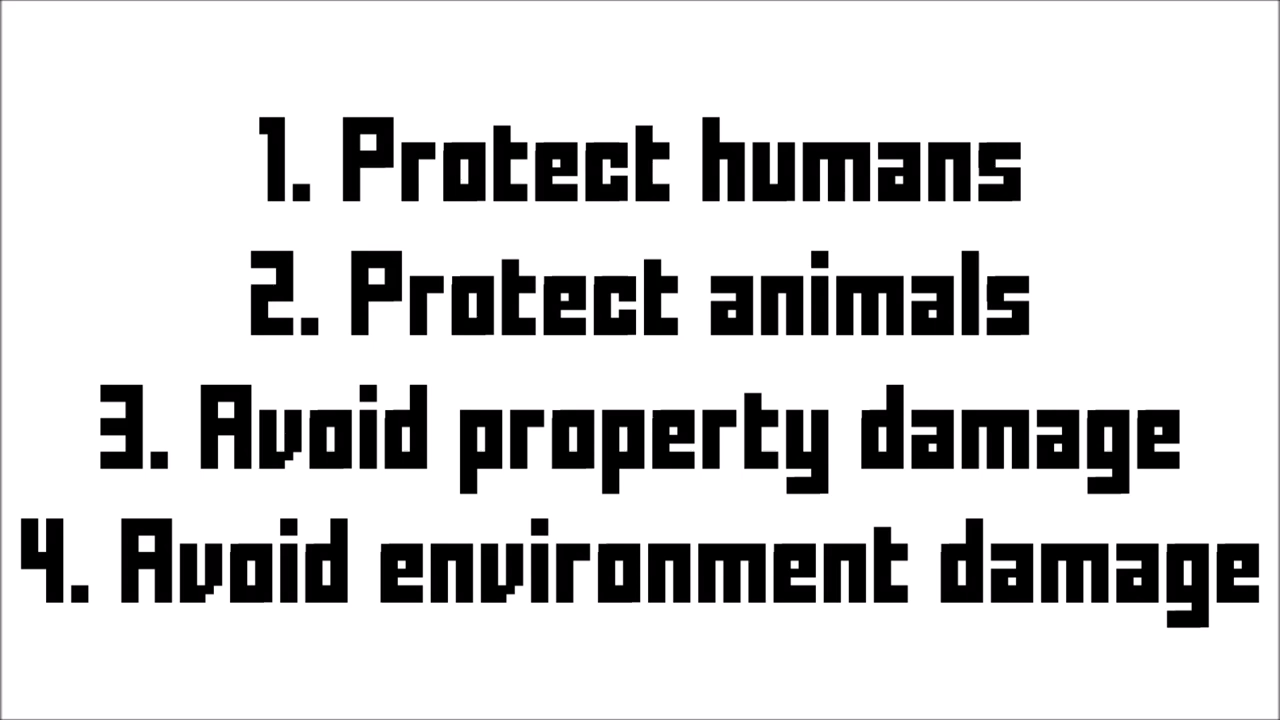 1. Protect humans
2. Protect animals
3. Avoid property damage
4. Avoid environment damage